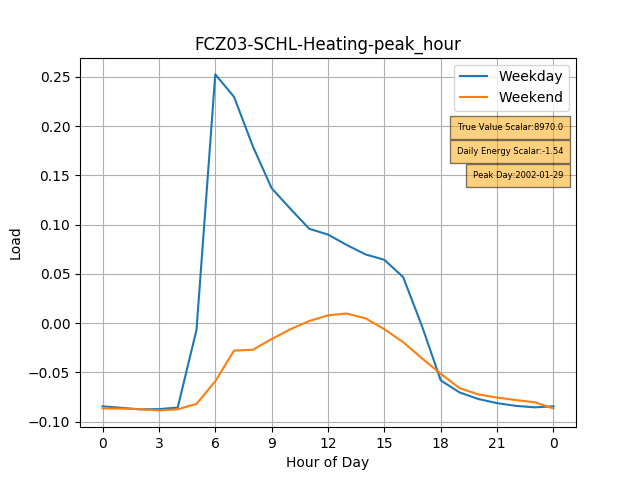 FCZ03-SCHL-Heating-peak_hour
Weekday
Weekend
True Value Scalar:8970.0
Daily Energy Scalar:-1.54
Peak Day:2002-01-29
Load
0.25
0.20
0.15
0.10
0.05
0.00
−0.05
−0.10
0 3 6 9 12 15 18 21 0
Hour of Day